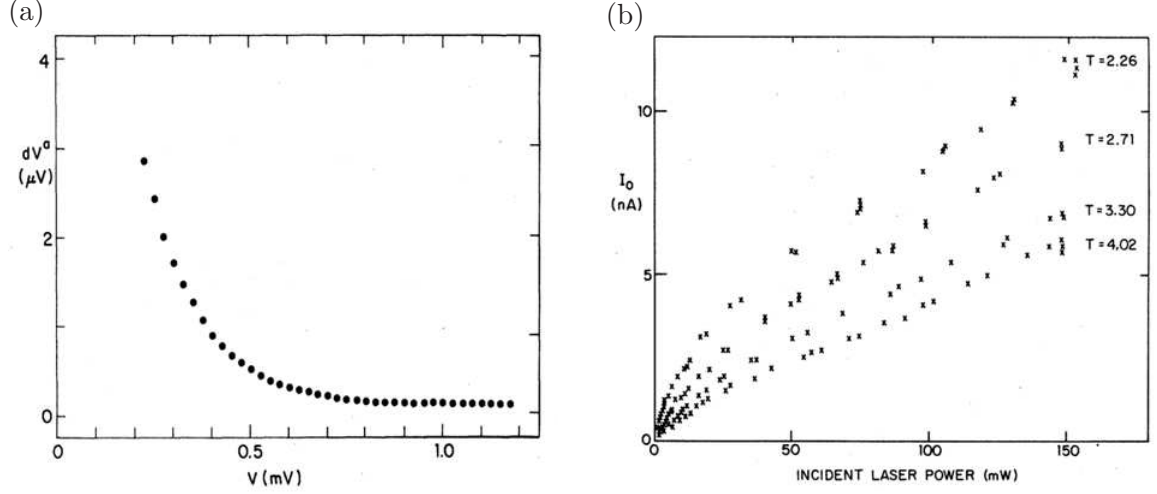 (a)
4
dVᵅ
(μV)
2
0
0
0.5
1.0
V (mV)
(b)
10
I₀
(nA)
5
0
T = 2.26
T = 2.71
T = 3.30
T = 4.02
0
50
100
150
INCIDENT LASER POWER (mW)